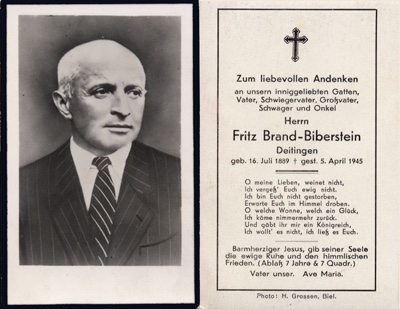 Zum liebevollen Andenken
an unsern inniggeliebten Gatten,
Vater, Schwiegervater, Großvater,
Schwager und Onkel
Herrn
Fritz Brand-Biberstein
Deitingen
geb. 16. Juli 1889 † gest. 5. April 1945
O meine Lieben, weinet nicht,
Ich vergeß' Euch ewig nicht.
Ich bin Euch nicht gestorben,
Erwarte Euch im Himmel droben.
O welche Wonne, welch ein Glück,
Ich käme nimmermehr zurück.
Und gäbt ihr mir ein Königreich,
Ich wollt' es nicht, ich ließ es Euch.
Barmherziger Jesus, gib seiner Seele
die ewige Ruhe und den himmlischen
Frieden. (Ablaß 7 Jahre & 7 Quadr.)
Vater unser. Ave Maria.
Photo: H. Grossen, Biel.